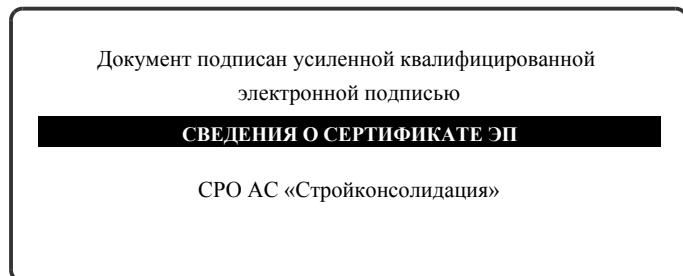 Документ подписан усиленной квалифицированной
электронной подписью
СВЕДЕНИЯ О СЕРТИФИКАТЕ ЭП
СРО АС «Стройконсолидация»